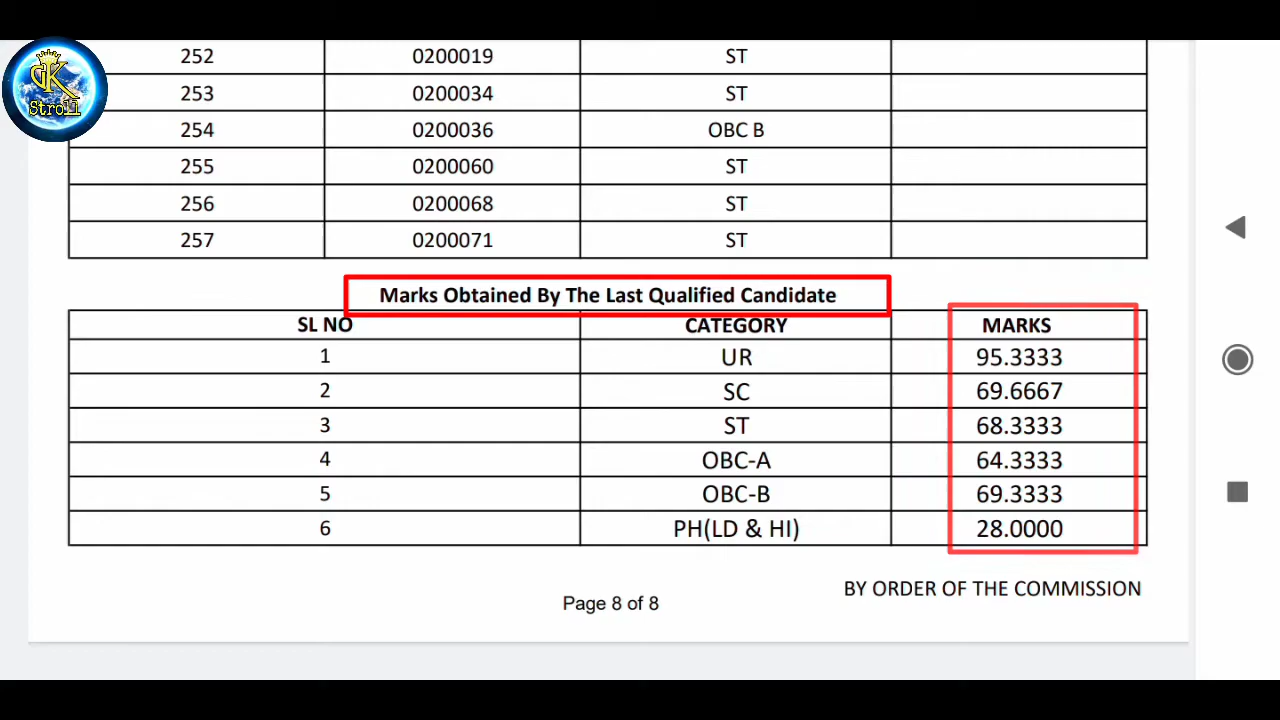 GK
Stroll
252 0200019 ST
253 0200034 ST
254 0200036 OBC B
255 0200060 ST
256 0200068 ST
257 0200071 ST
Marks Obtained By The Last Qualified Candidate
SL NO CATEGORY MARKS
1 UR 95.3333
2 SC 69.6667
3 ST 68.3333
4 OBC-A 64.3333
5 OBC-B 69.3333
6 PH(LD & HI) 28.0000
BY ORDER OF THE COMMISSION
Page 8 of 8